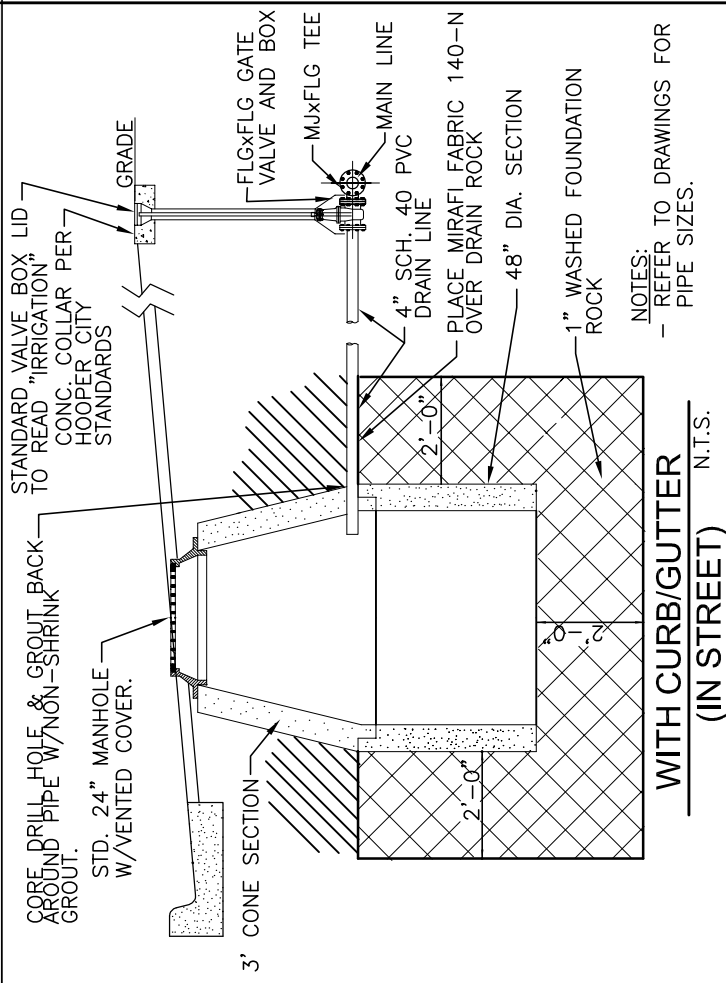 STANDARD VALVE BOX LID
TO READ "IRRIGATION"
CONC. COLLAR PER
HOOPER CITY
STANDARDS
GRADE
CORE DRILL HOLE & GROUT BACK
AROUND PIPE W/NON-SHRINK
GROUT.
STD. 24" MANHOLE
W/VENTED COVER.
3' CONE SECTION
FLGxFLG GATE
VALVE AND BOX
MJxFLG TEE
MAIN LINE
4" SCH. 40 PVC
DRAIN LINE
PLACE MIRAFI FABRIC 140-N
OVER DRAIN ROCK
48" DIA. SECTION
1" WASHED FOUNDATION
ROCK
2'-0"
2'-0"
2'-0"
NOTES:
- REFER TO DRAWINGS FOR
PIPE SIZES.
WITH CURB/GUTTER
(IN STREET)
N.T.S.